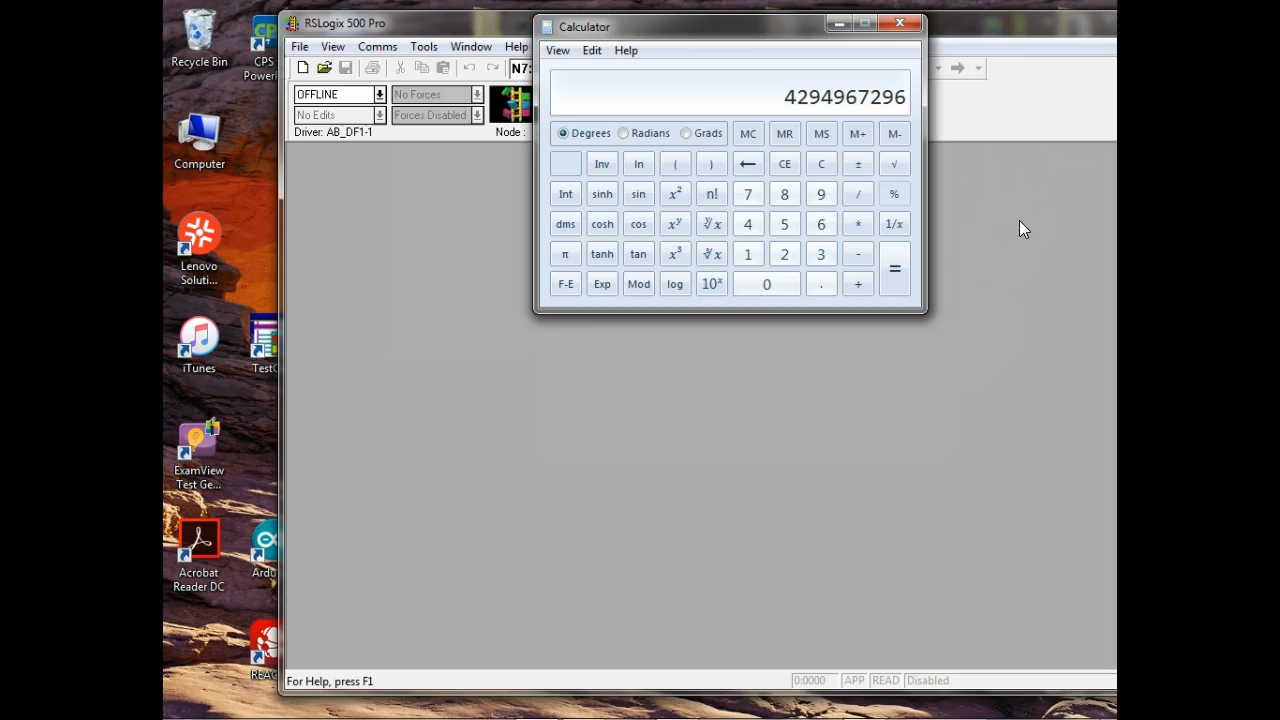 Recycle Bin
CPS
Poweri
Computer
Lenovo
Soluti...
iTunes
TestG
ExamView
Test Ge...
Acrobat
Reader DC
Ardu
REAC
RSLogix 500 Pro
File View Comms Tools Window Help
N7:
OFFLINE No Forces
No Edits Forces Disabled
Driver: AB_DF1-1 Node :
Calculator
View Edit Help
4294967296
Degrees Radians Grads MC MR MS M+ M-
Inv ln ( ) ← CE C ± √
Int sinh sin x² n! 7 8 9 / %
dms cosh cos xʸ ʸ√x 4 5 6 * 1/x
π tanh tan x³ ³√x 1 2 3 - =
F-E Exp Mod log 10ˣ 0 . +
For Help, press F1 0:0000 APP READ Disabled